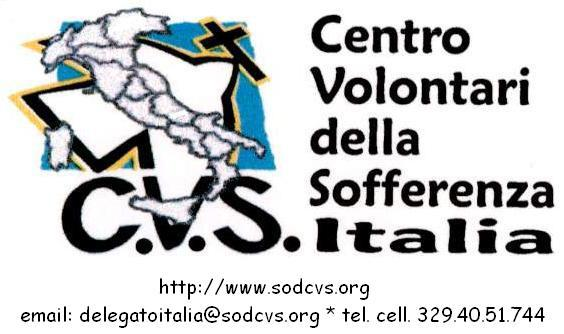 Centro
Volontari
della
Sofferenza
C.V.S. Italia
http://www.sodcvs.org
email: delegatoitalia@sodcvs.org * tel. cell. 329.40.51.744